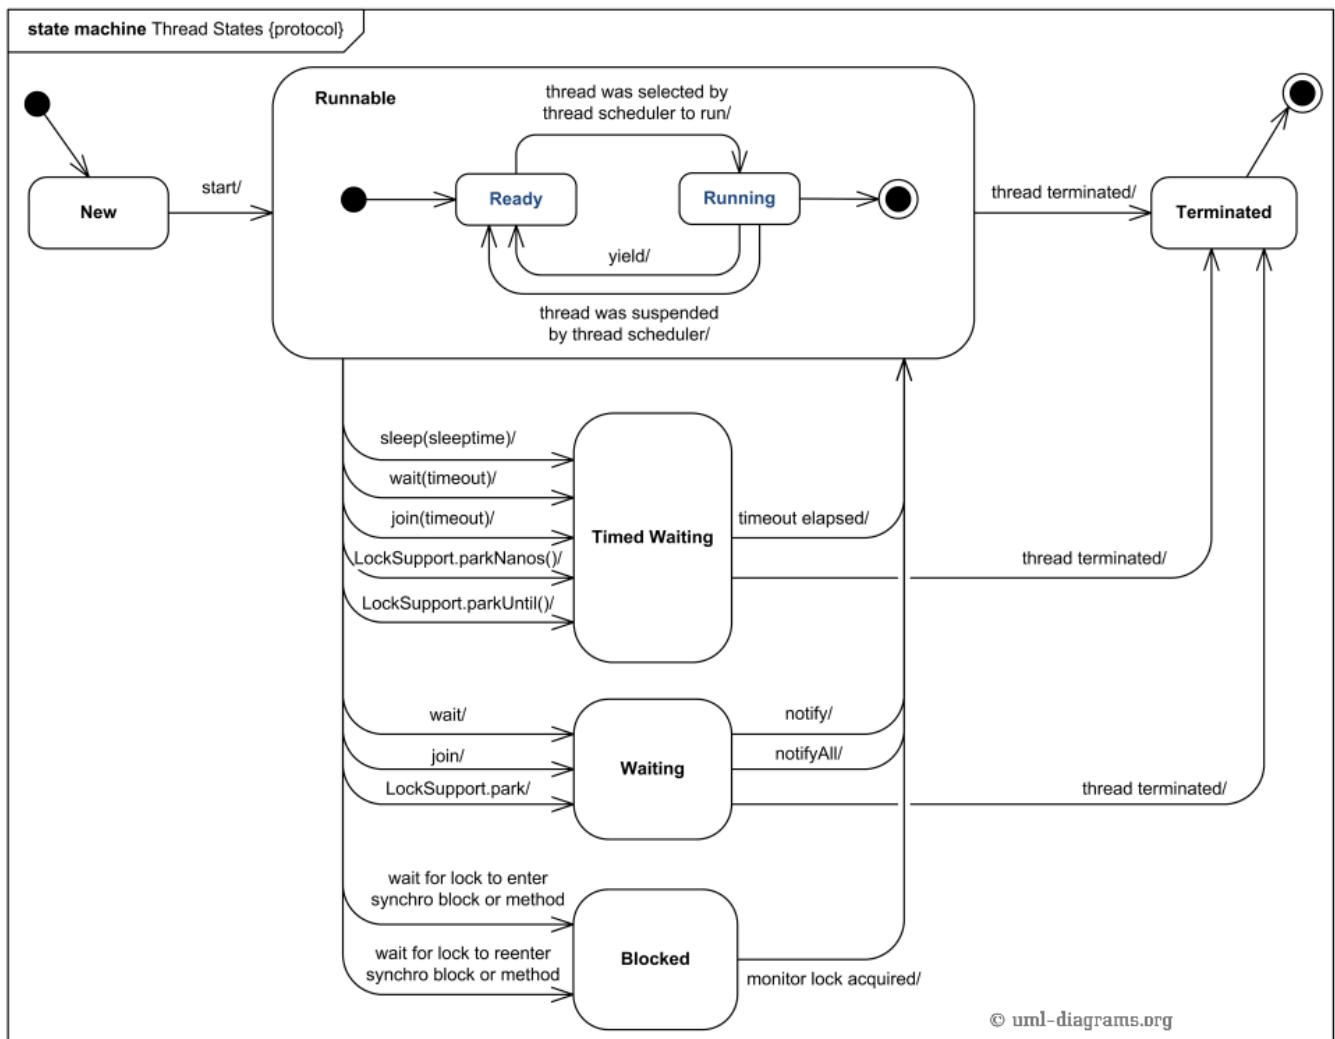 state machine Thread States {protocol}
Runnable
thread was selected by
thread scheduler to run/
New
start/
Ready
Running
yield/
thread was suspended
by thread scheduler/
thread terminated/
Terminated
sleep(sleeptime)/
wait(timeout)/
join(timeout)/
LockSupport.parkNanos()/
LockSupport.parkUntil()/
Timed Waiting
timeout elapsed/
thread terminated/
wait/
join/
LockSupport.park/
Waiting
notify/
notifyAll/
thread terminated/
wait for lock to enter
synchro block or method
wait for lock to reenter
synchro block or method
Blocked
monitor lock acquired/
© uml-diagrams.org